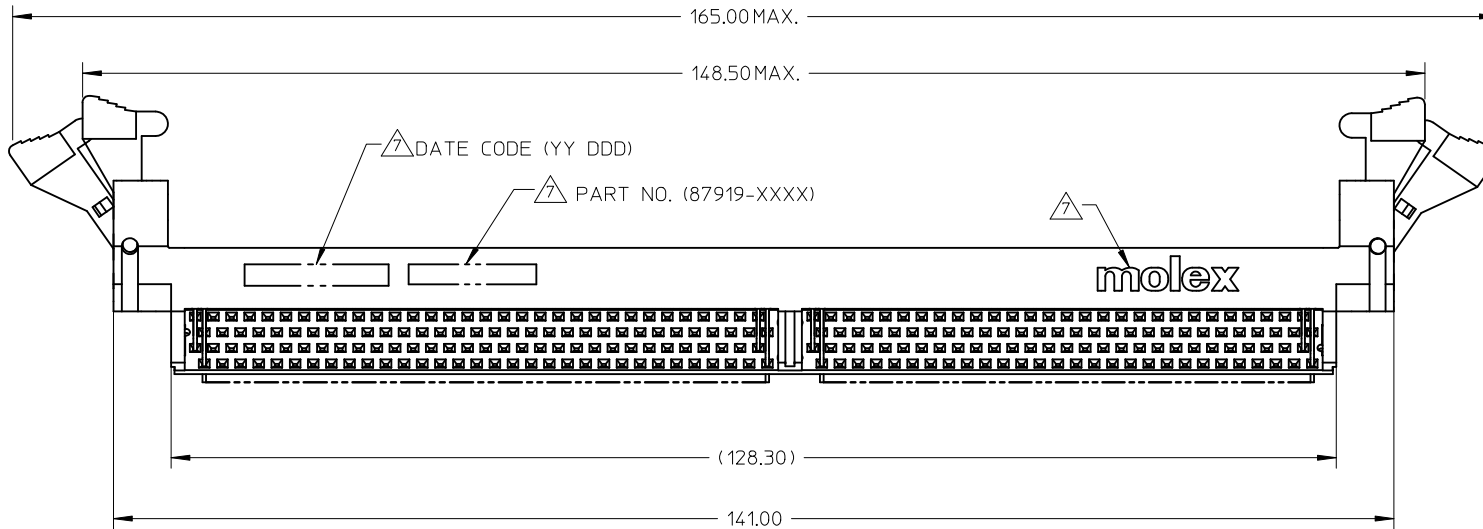 165.00 MAX.
148.50 MAX.
7 DATE CODE (YY DDD)
7 PART NO. (87919-XXXX)
7
molex
(128.30)
141.00